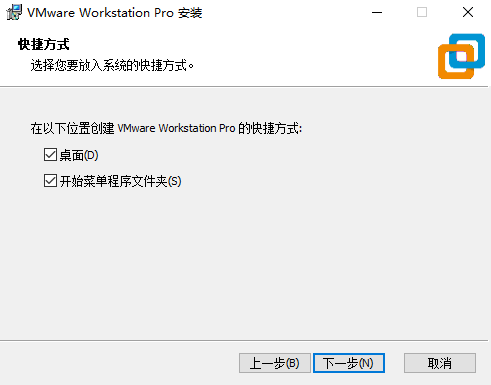 VMware Workstation Pro 安装
快捷方式
选择您要放入系统的快捷方式。
在以下位置创建 VMware Workstation Pro 的快捷方式:
桌面(D)
开始菜单程序文件夹(S)
上一步(B) 下一步(N) 取消